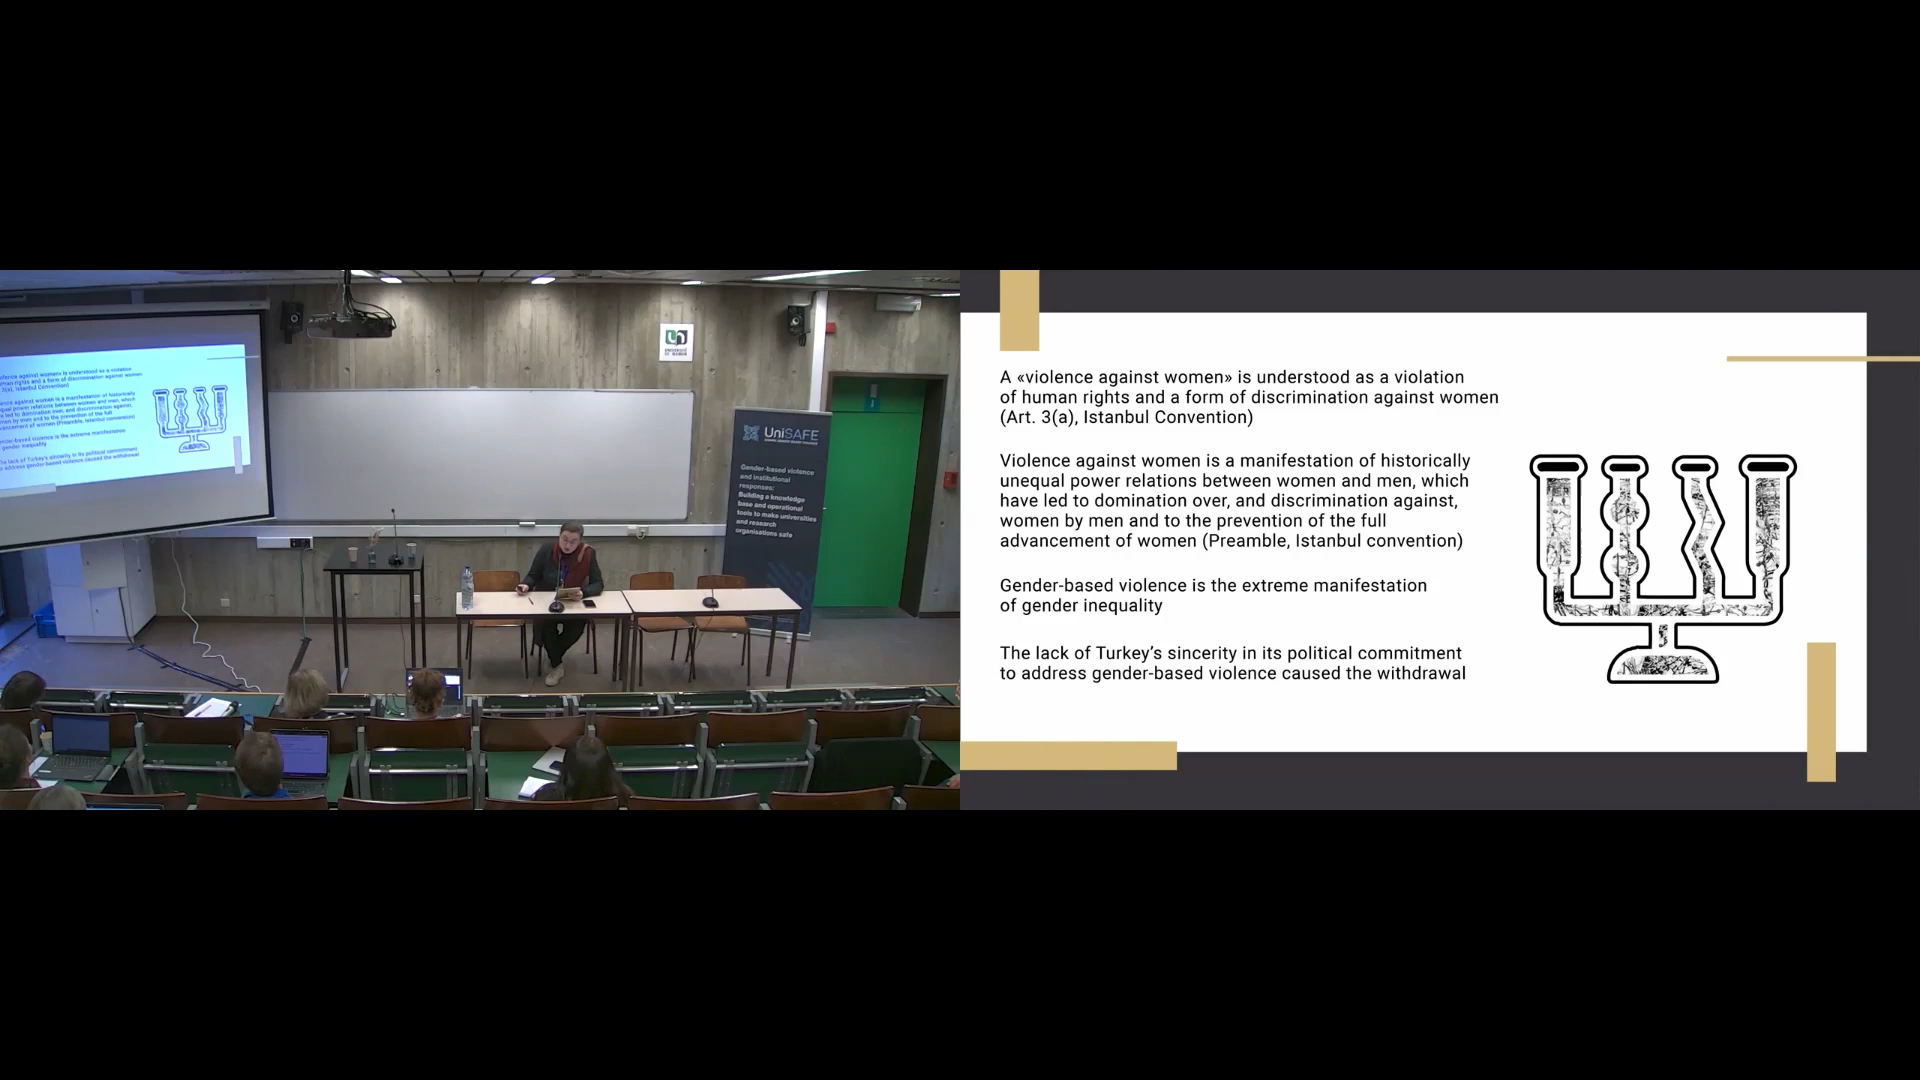 UniSAFE
Gender-based violence
and institutional
responses:
Building a knowledge
base and operational
tools to make universities
and research
organisations safe
A «violence against women» is understood as a violation
of human rights and a form of discrimination against women
(Art. 3(a), Istanbul Convention)
Violence against women is a manifestation of historically
unequal power relations between women and men, which
have led to domination over, and discrimination against,
women by men and to the prevention of the full
advancement of women (Preamble, Istanbul convention)
Gender-based violence is the extreme manifestation
of gender inequality
The lack of Turkey’s sincerity in its political commitment
to address gender-based violence caused the withdrawal